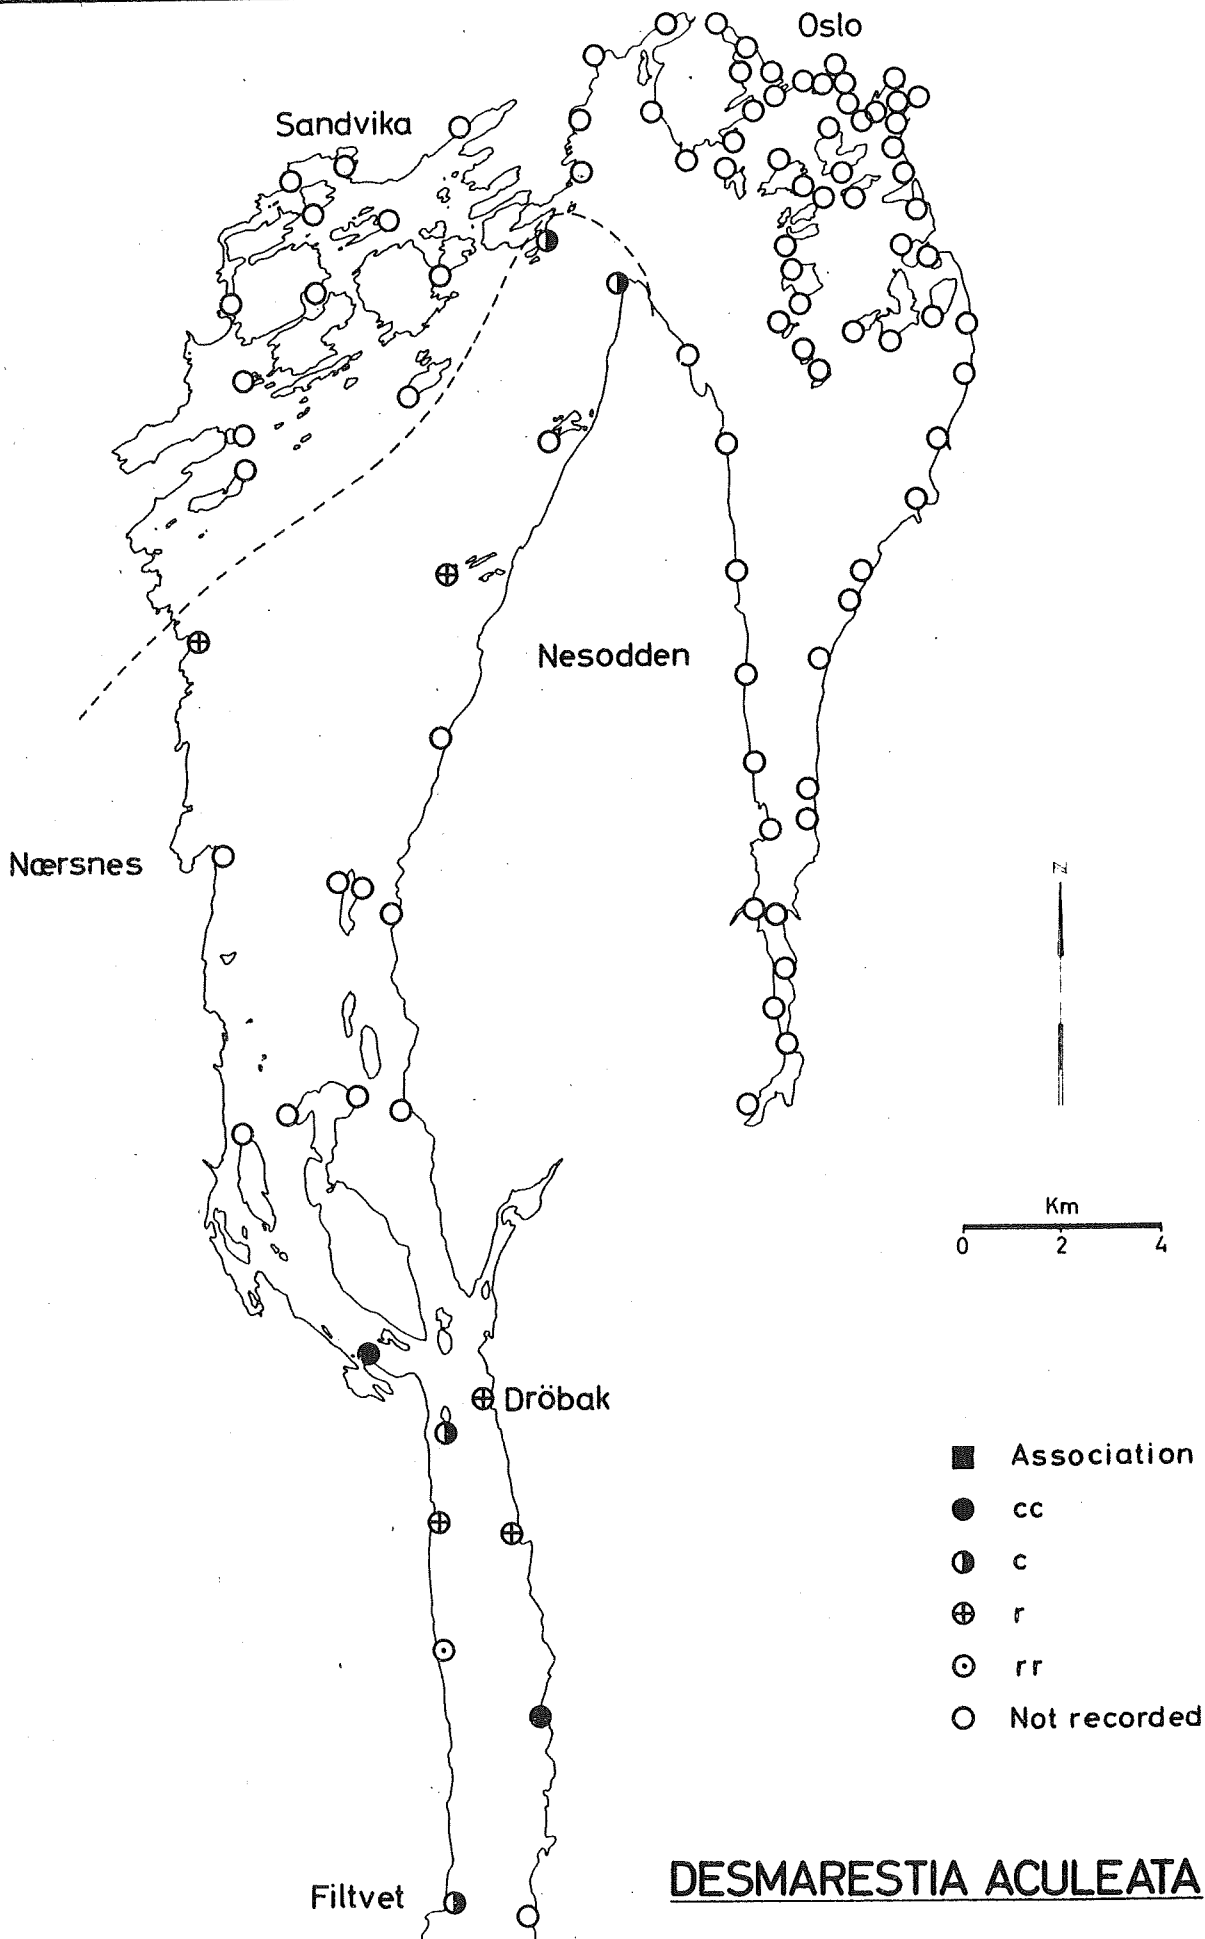 Oslo
Sandvika
Nesodden
Nærsnes
N
Km
0 2 4
Dröbak
Association
cc
c
r
rr
Not recorded
Filtvet
DESMARESTIA ACULEATA